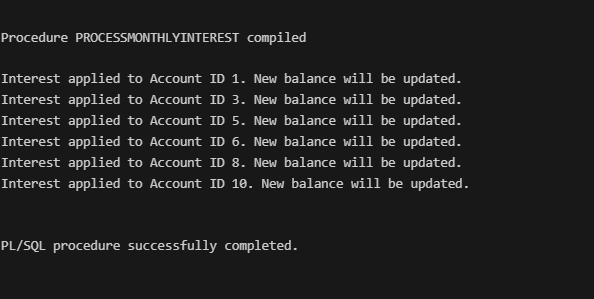 Procedure PROCESSMONTHLYINTEREST compiled
Interest applied to Account ID 1. New balance will be updated.
Interest applied to Account ID 3. New balance will be updated.
Interest applied to Account ID 5. New balance will be updated.
Interest applied to Account ID 6. New balance will be updated.
Interest applied to Account ID 8. New balance will be updated.
Interest applied to Account ID 10. New balance will be updated.
PL/SQL procedure successfully completed.